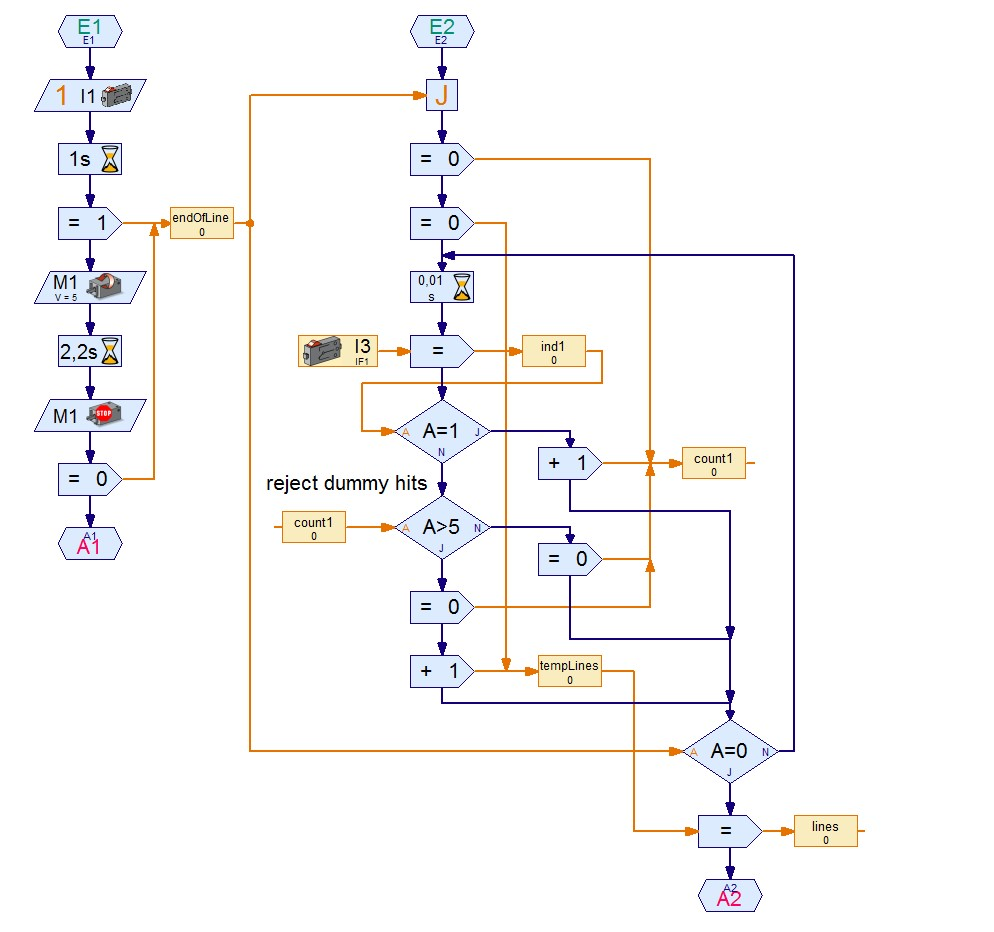 E1
E1
1 I1
1s
= 1
endOfLine
0
M1
V = 5
2,2s
M1
= 0
A1
A1
E2
E2
J
= 0
= 0
0,01
s
I3
IF1
=
ind1
0
A
A=1
J
N
+ 1
count1
0
reject dummy hits
count1
0
A
A>5
N
J
= 0
= 0
+ 1
tempLines
0
A
A=0
N
J
=
lines
0
A2
A2
STOP